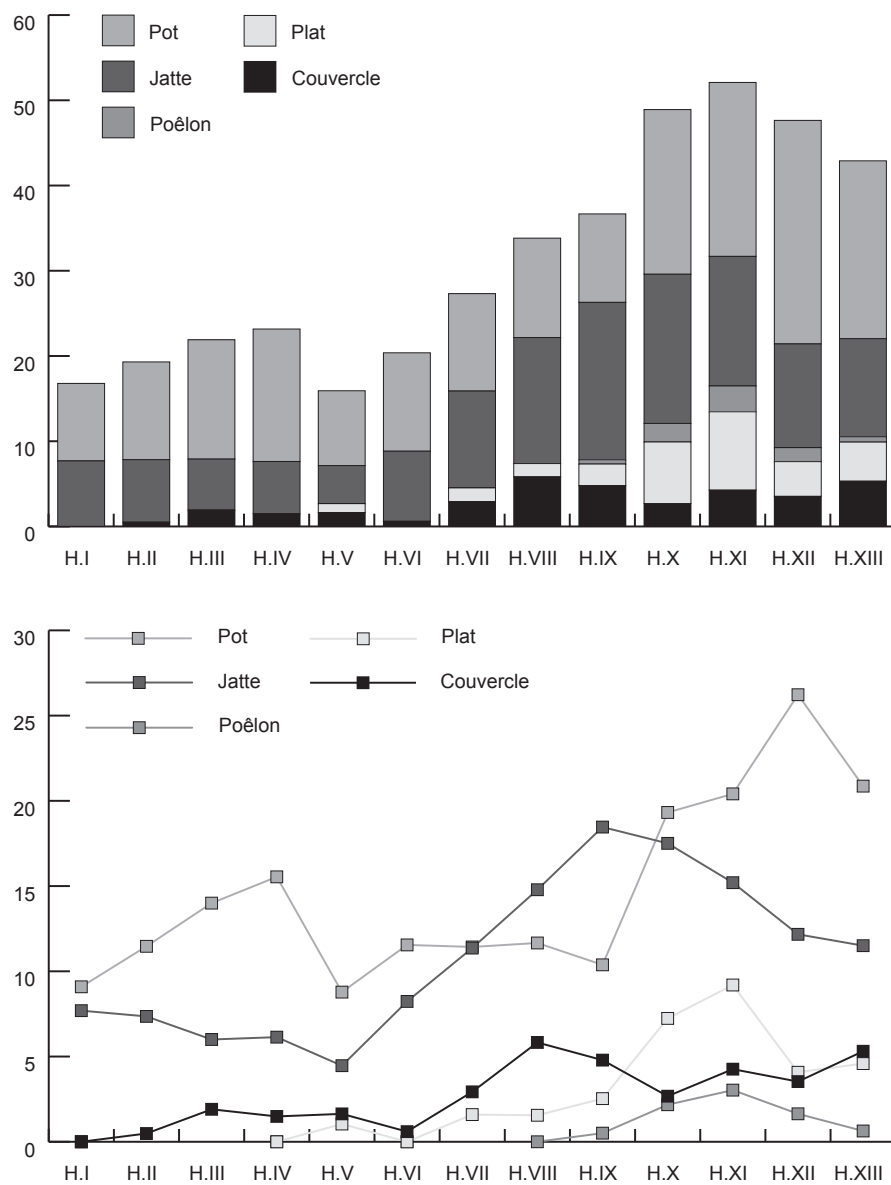 60
Pot Plat
Jatte Couvercle
50
Poêlon
40
30
20
10
0
H.I H.II H.III H.IV H.V H.VI H.VII H.VIII H.IX H.X H.XI H.XII H.XIII
30
Pot Plat
Jatte Couvercle
Poêlon
25
20
15
10
5
0
H.I H.II H.III H.IV H.V H.VI H.VII H.VIII H.IX H.X H.XI H.XII H.XIII